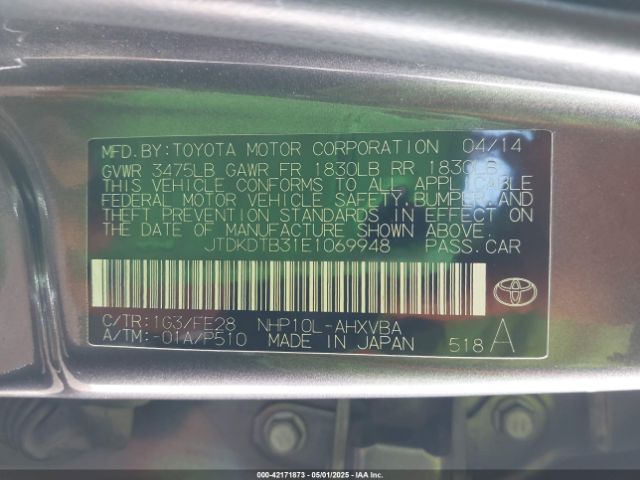 MFD.BY:TOYOTA MOTOR CORPORATION 04/14
GVWR 3475LB GAWR FR 1830LB RR 1830LB
THIS VEHICLE CONFORMS TO ALL APPLICABLE
FEDERAL MOTOR VEHICLE SAFETY,BUMPER,AND
THEFT PREVENTION STANDARDS IN EFFECT ON
THE DATE OF MANUFACTURE SHOWN ABOVE.
JTDKDTB31E1069948 PASS.CAR
C/TR:1G3/FE28 NHP10L-AHXVBA
A/TM:-01A/P510 MADE IN JAPAN 518 A
000-42171873 - 05/01/2025 - Copyright © IAA, Inc.